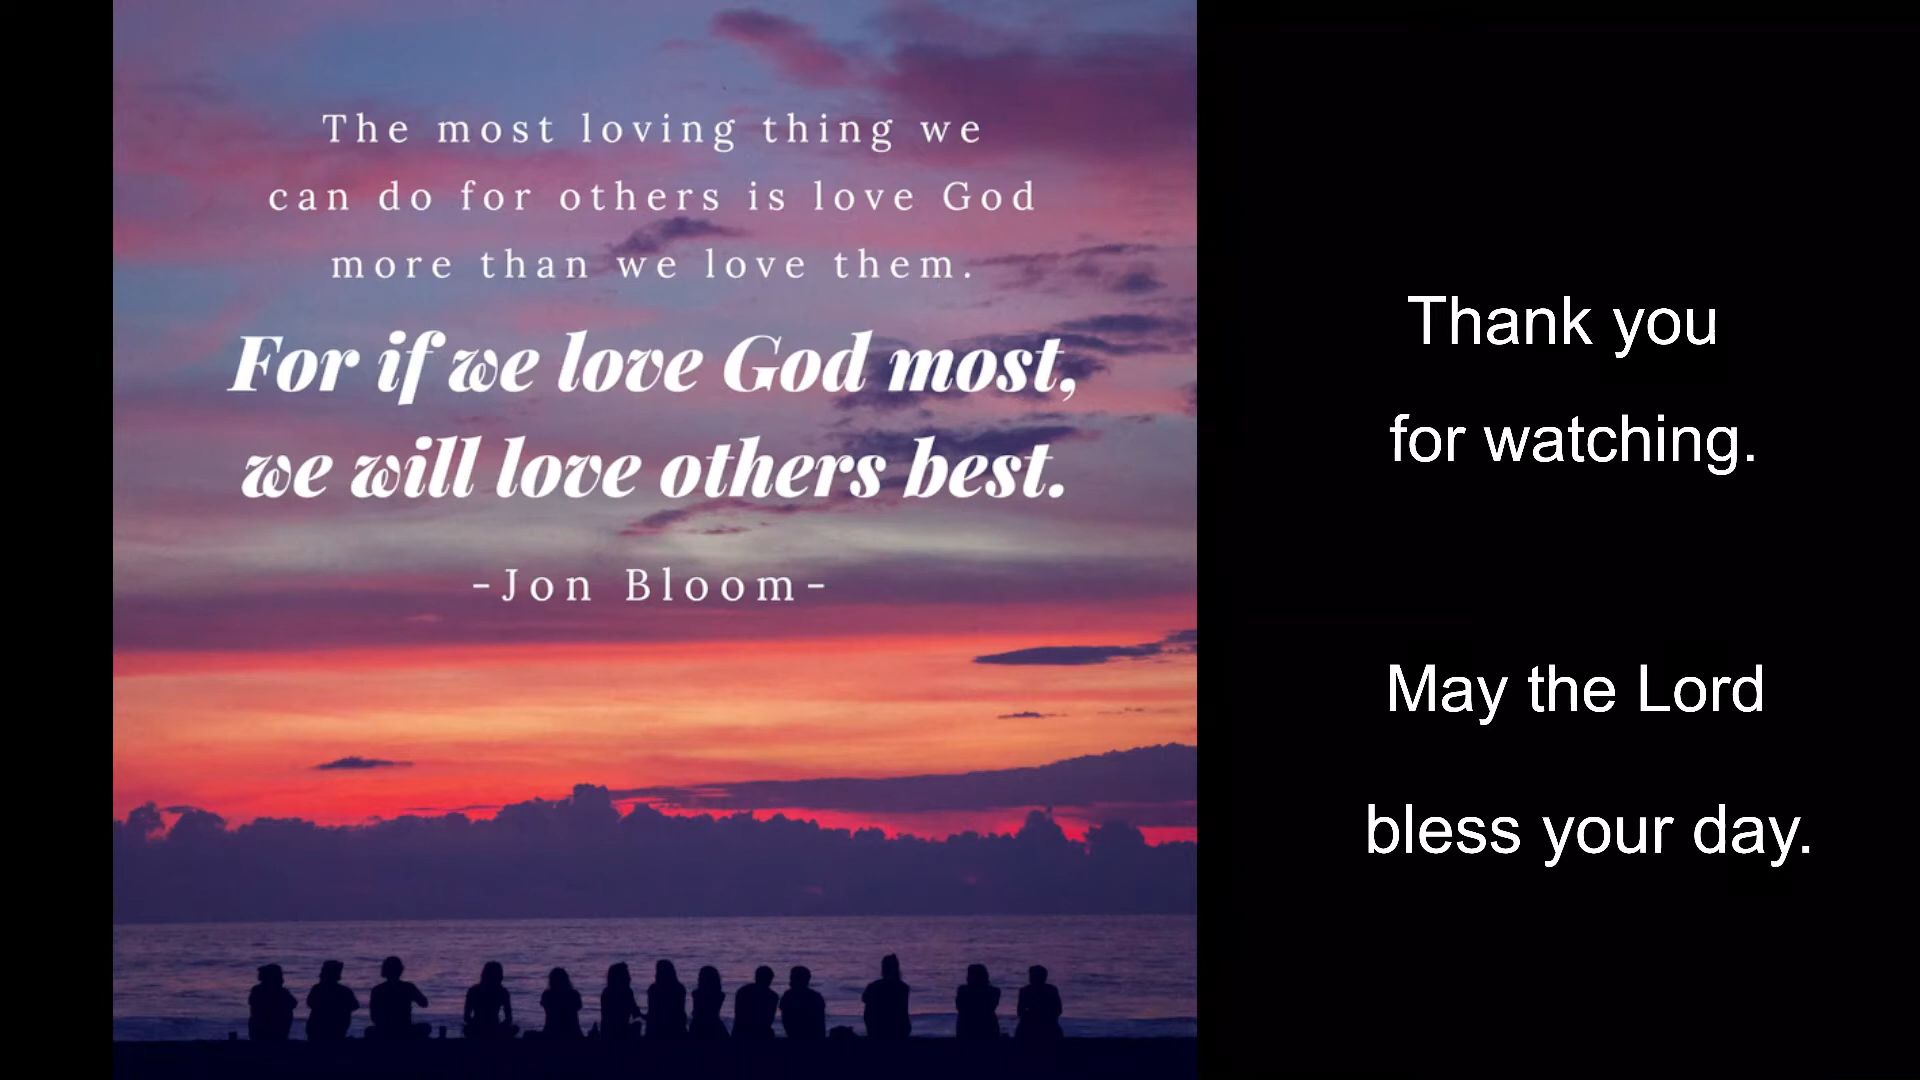 The most loving thing we
can do for others is love God
more than we love them.
For if we love God most,
we will love others best.
-Jon Bloom-
Thank you
for watching.
May the Lord
bless your day.